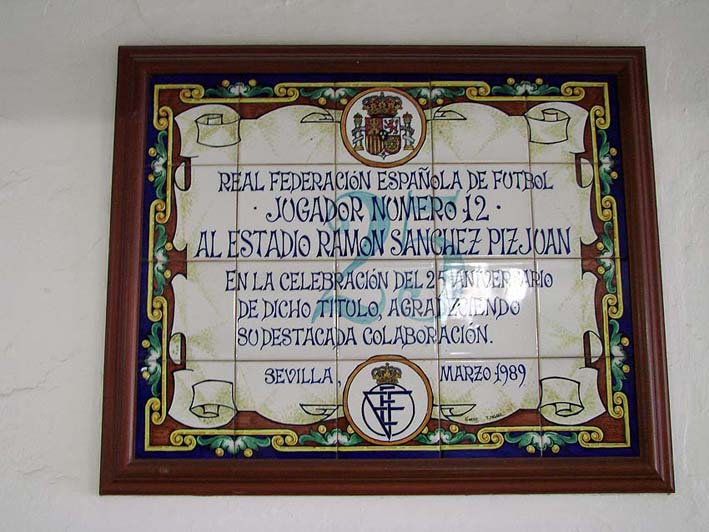 REAL FEDERACIÓN ESPAÑOLA DE FUTBOL
· JUGADOR NUMERO 12 ·
AL ESTADIO RAMON SANCHEZ PIZJUAN
25
EN LA CELEBRACIÓN DEL 25 ANIVERSARIO
DE DICHO TITULO, AGRADECIENDO
SU DESTACADA COLABORACIÓN.
SEVILLA, MARZO 1989